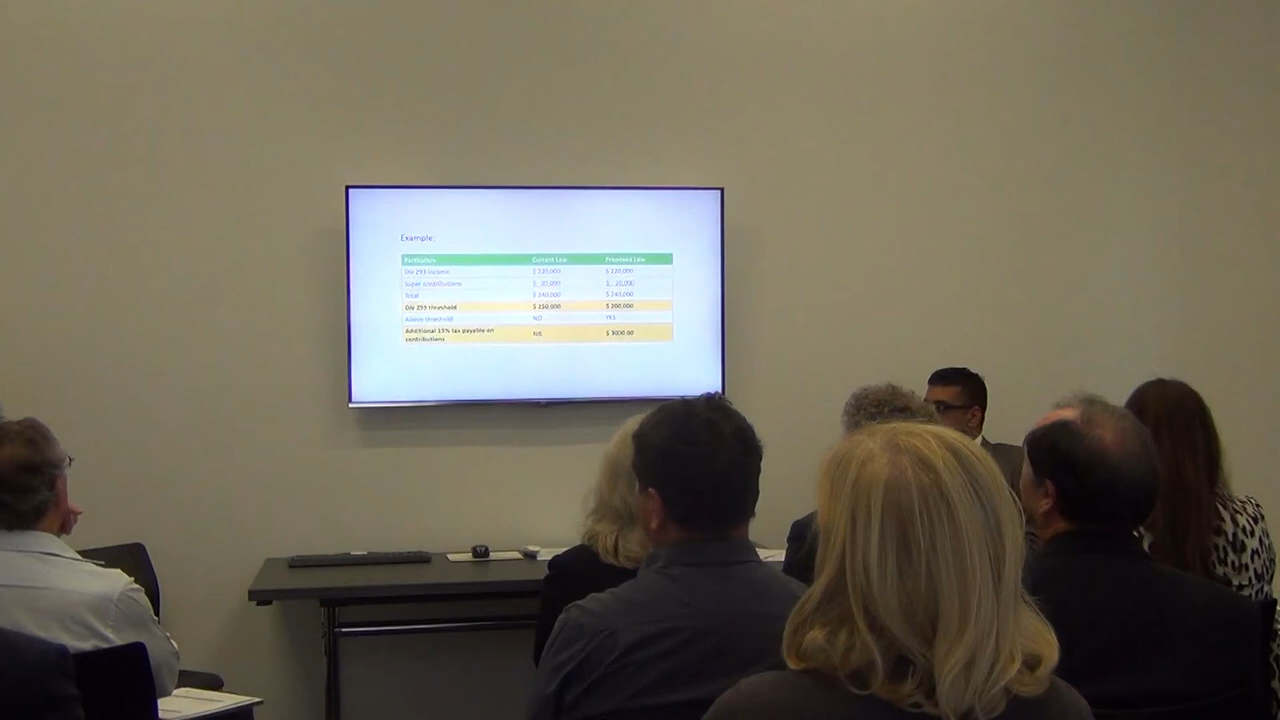 Example:
Particulars Current Law Proposed Law
Div 293 income $ 220,000 $ 220,000
Super contributions $ 20,000 $ 20,000
Total $ 240,000 $ 240,000
Div 293 threshold $ 250,000 $ 200,000
Above threshold NO YES
Additional 15% tax payable on NIL $ 3000.00
contributions